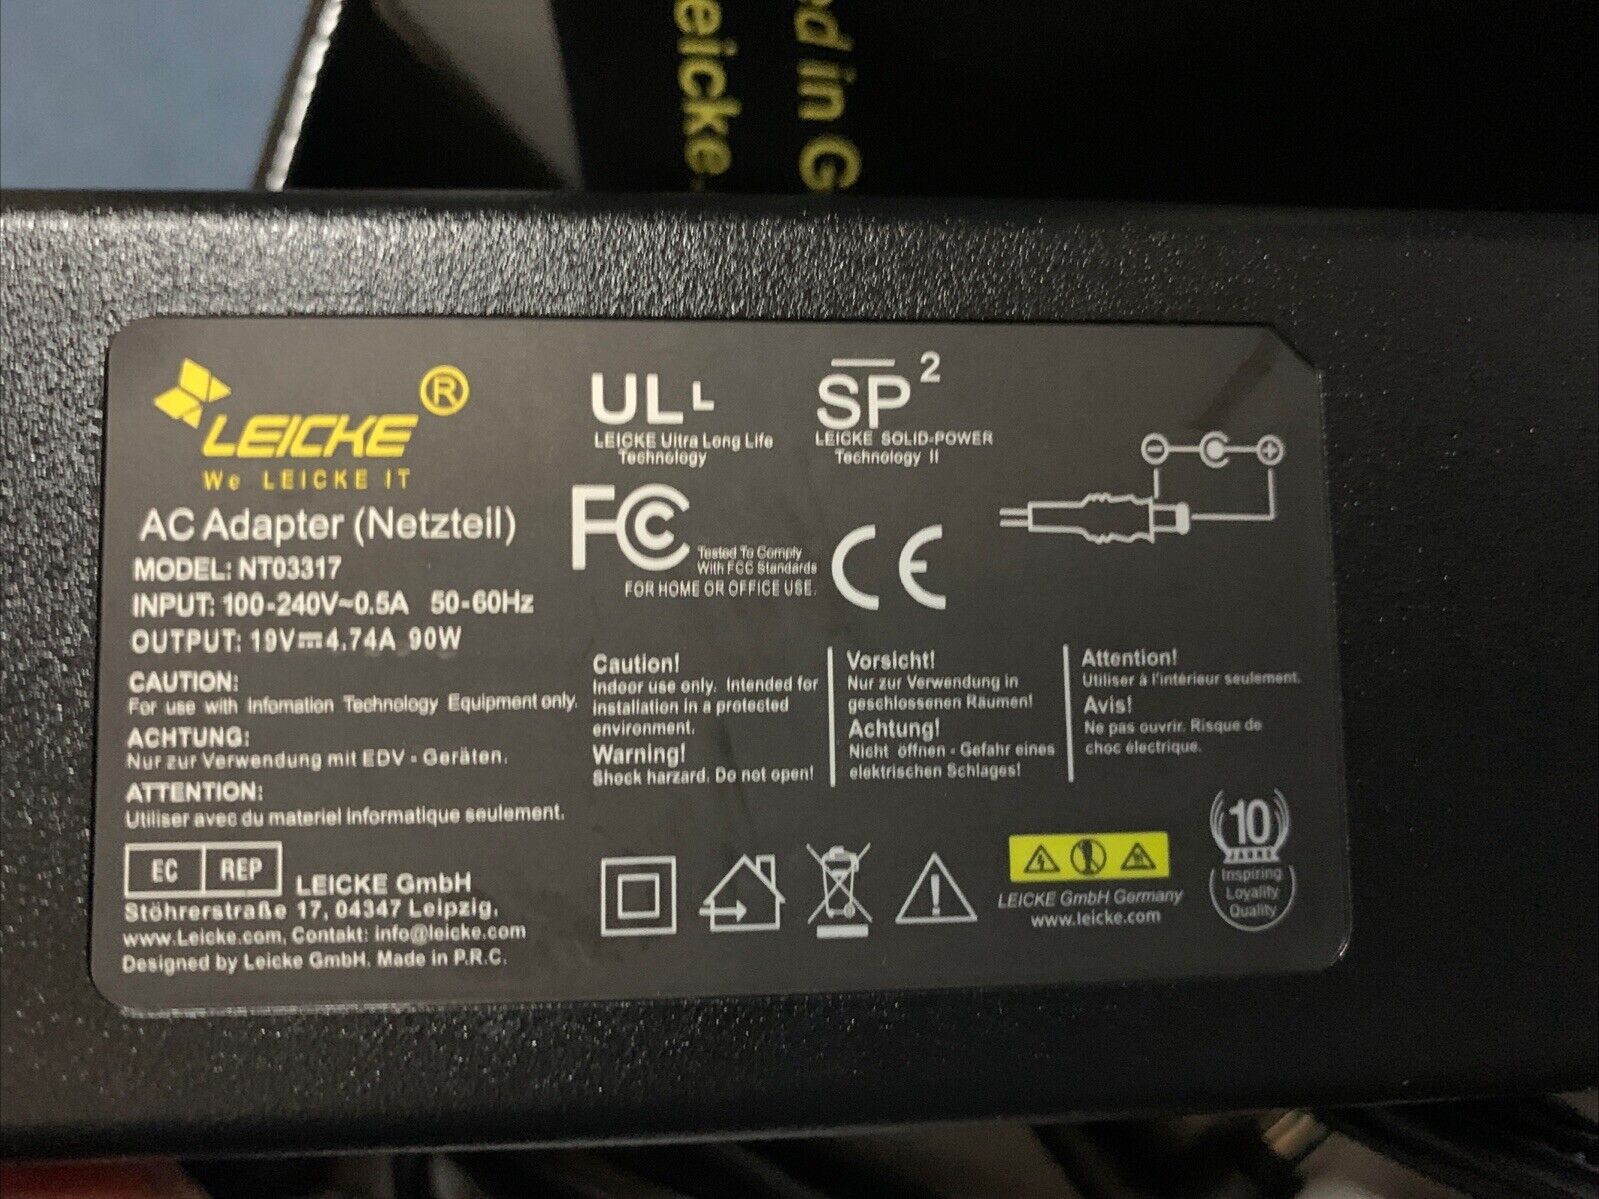 eicke
ed in G
LEICKE®
We LEICKE IT
AC Adapter (Netzteil)
MODEL: NT03317
INPUT: 100-240V~0.5A 50-60Hz
OUTPUT: 19V⎓4.74A 90W
CAUTION:
For use with Infomation Technology Equipment only.
ACHTUNG:
Nur zur Verwendung mit EDV - Geräten.
ATTENTION:
Utiliser avec du materiel informatique seulement.
EC REP
LEICKE GmbH
Stöhrerstraße 17, 04347 Leipzig.
www.Leicke.com, Contakt: info@leicke.com
Designed by Leicke GmbH. Made in P.R.C.
UL L
LEICKE Ultra Long Life
Technology
SP 2
LEICKE SOLID-POWER
Technology II
FC
Tested To Comply
With FCC Standards
FOR HOME OR OFFICE USE.
CE
Caution!
Indoor use only. Intended for
installation in a protected
environment.
Warning!
Shock harzard. Do not open!
Vorsicht!
Nur zur Verwendung in
geschlossenen Räumen!
Achtung!
Nicht öffnen - Gefahr eines
elektrischen Schlages!
Attention!
Utiliser à l'intérieur seulement.
Avis!
Ne pas ouvrir. Risque de
choc électrique.
LEICKE GmbH Germany
www.leicke.com
10
JAHRE
Inspiring
Loyality
Quality